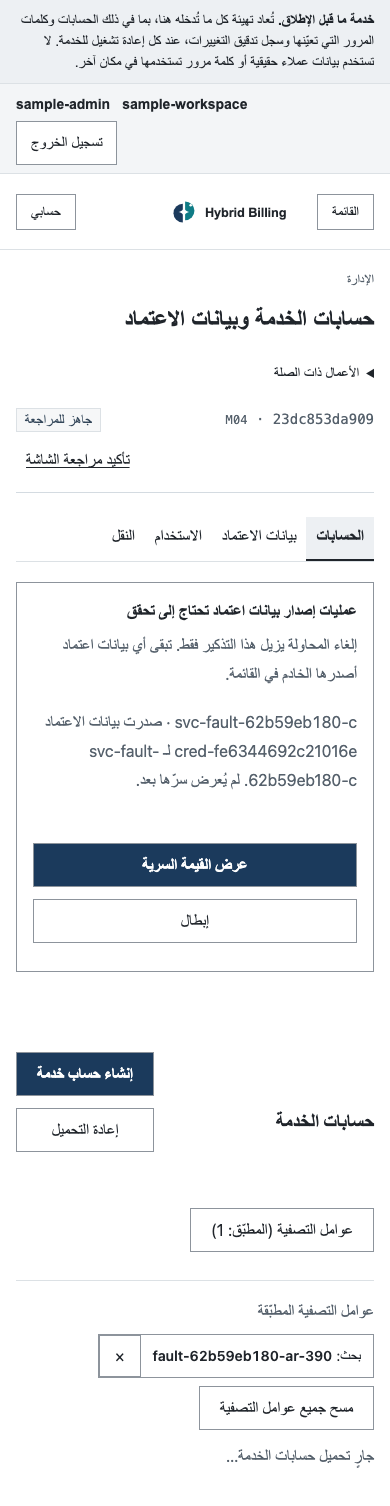 خدمة ما قبل الإطلاق. تُعاد تهيئة كل ما تُدخله هنا، بما في ذلك الحسابات وكلمات
المرور التي تعيّنها وسجل تدقيق التغييرات، عند كل إعادة تشغيل للخدمة. لا
تستخدم بيانات عملاء حقيقية أو كلمة مرور تستخدمها في مكان آخر.
sample-admin sample-workspace
تسجيل الخروج
القائمة
Hybrid Billing
حسابي
الإدارة
حسابات الخدمة وبيانات الاعتماد
الأعمال ذات الصلة
23dc853da909 · M04
جاهز للمراجعة
تأكيد مراجعة الشاشة
الحسابات
بيانات الاعتماد
الاستخدام
النقل
عمليات إصدار بيانات اعتماد تحتاج إلى تحقق
إلغاء المحاولة يزيل هذا التذكير فقط. تبقى أي بيانات اعتماد
أصدرها الخادم في القائمة.
svc-fault-62b59eb180-c · صدرت بيانات الاعتماد
cred-fe6344692c21016e لـ svc-fault-
62b59eb180-c. لم يُعرض سرّها بعد.
عرض القيمة السرية
إبطال
إنشاء حساب خدمة
حسابات الخدمة
إعادة التحميل
عوامل التصفية (المطبّق: 1)
عوامل التصفية المطبّقة
بحث: fault-62b59eb180-ar-390 ×
مسح جميع عوامل التصفية
جارٍ تحميل حسابات الخدمة...